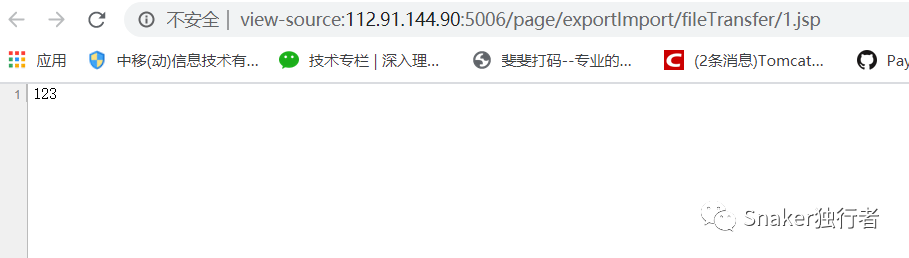 不安全 | view-source:112.91.144.90:5006/page/exportImport/fileTransfer/1.jsp
应用 中移(动)信息技术有... 技术专栏 | 深入理... 斐斐打码--专业的... (2条消息)Tomcat... Pay
1 123
Snaker独行者